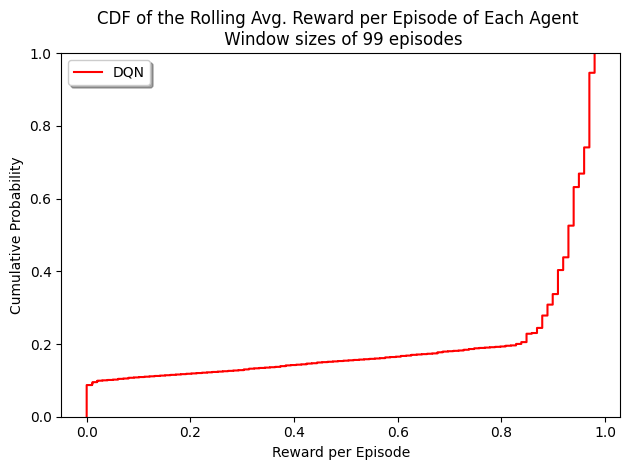 CDF of the Rolling Avg. Reward per Episode of Each Agent
Window sizes of 99 episodes
DQN
Cumulative Probability
1.0
0.8
0.6
0.4
0.2
0.0
0.0 0.2 0.4 0.6 0.8 1.0
Reward per Episode